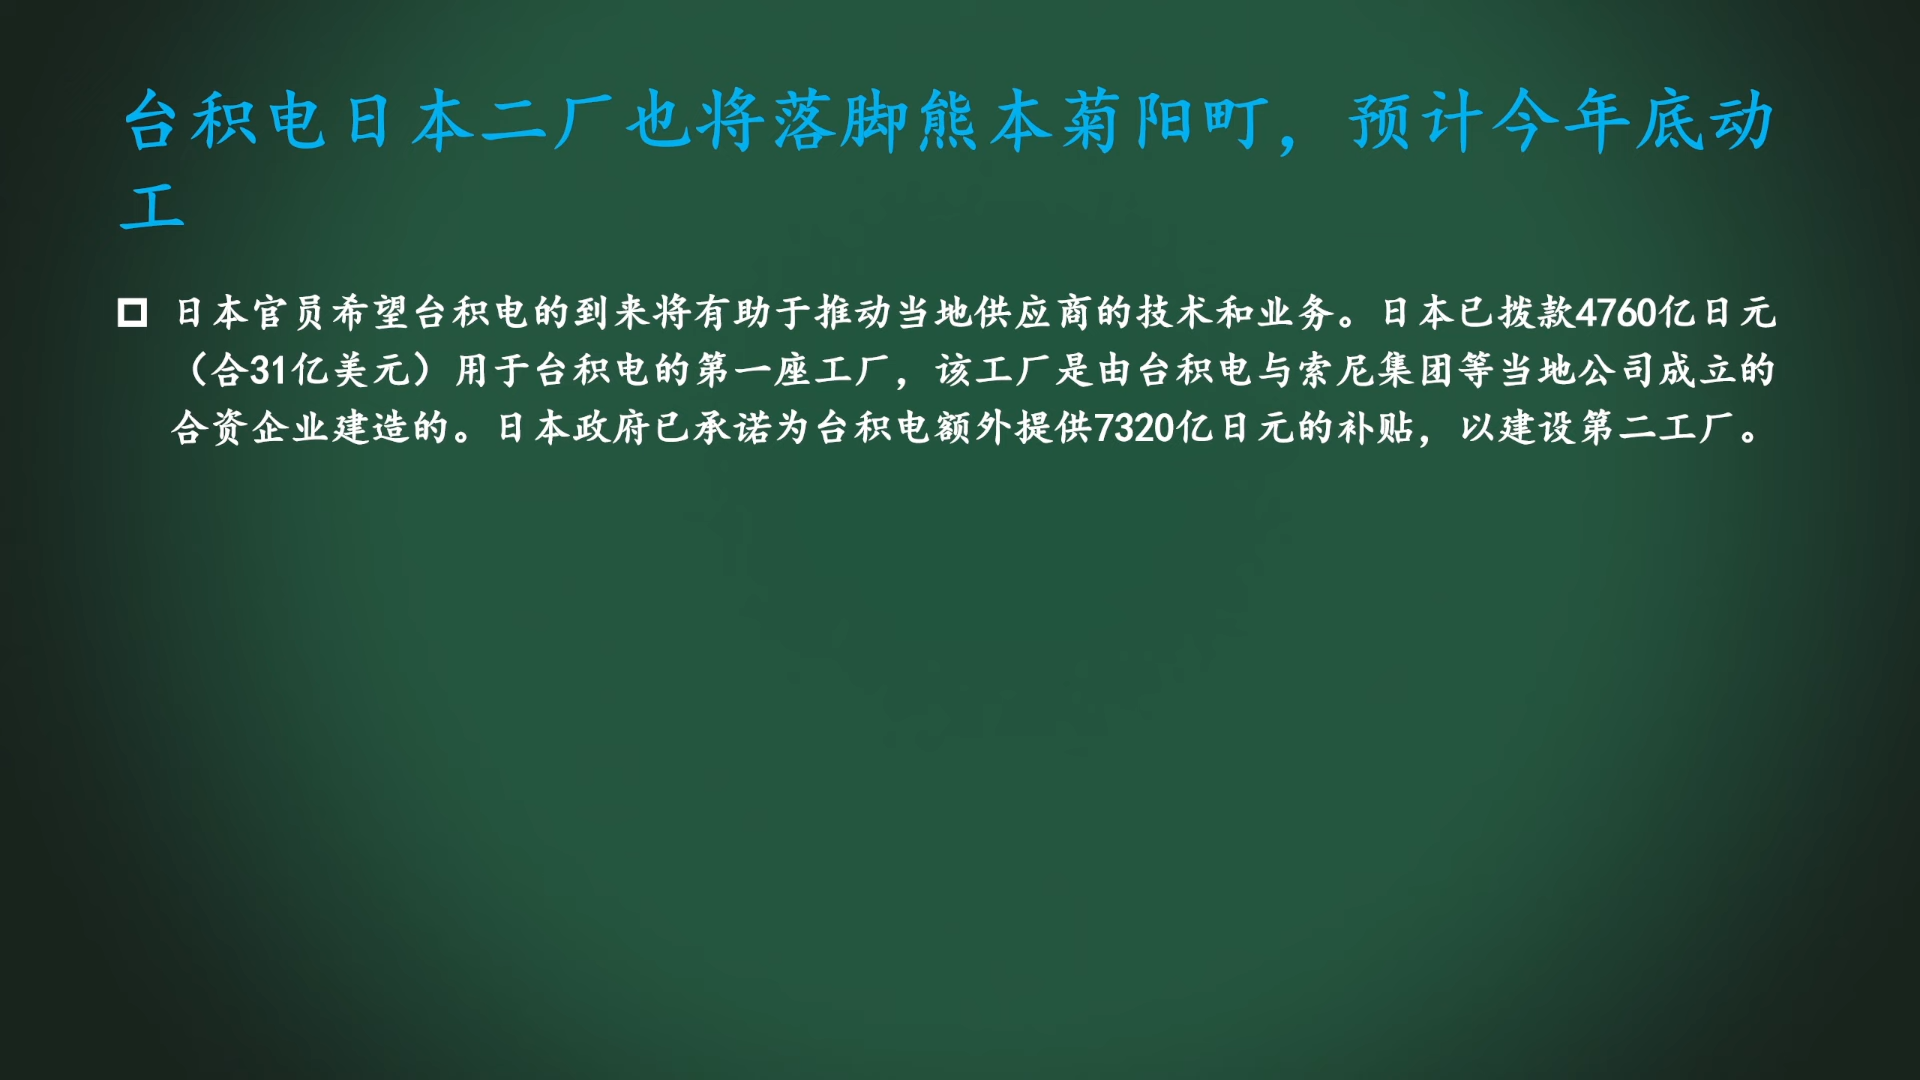 台积电日本二厂也将落脚熊本菊阳町，预计今年底动
工
日本官员希望台积电的到来将有助于推动当地供应商的技术和业务。日本已拨款4760亿日元
（合31亿美元）用于台积电的第一座工厂，该工厂是由台积电与索尼集团等当地公司成立的
合资企业建造的。日本政府已承诺为台积电额外提供7320亿日元的补贴，以建设第二工厂。